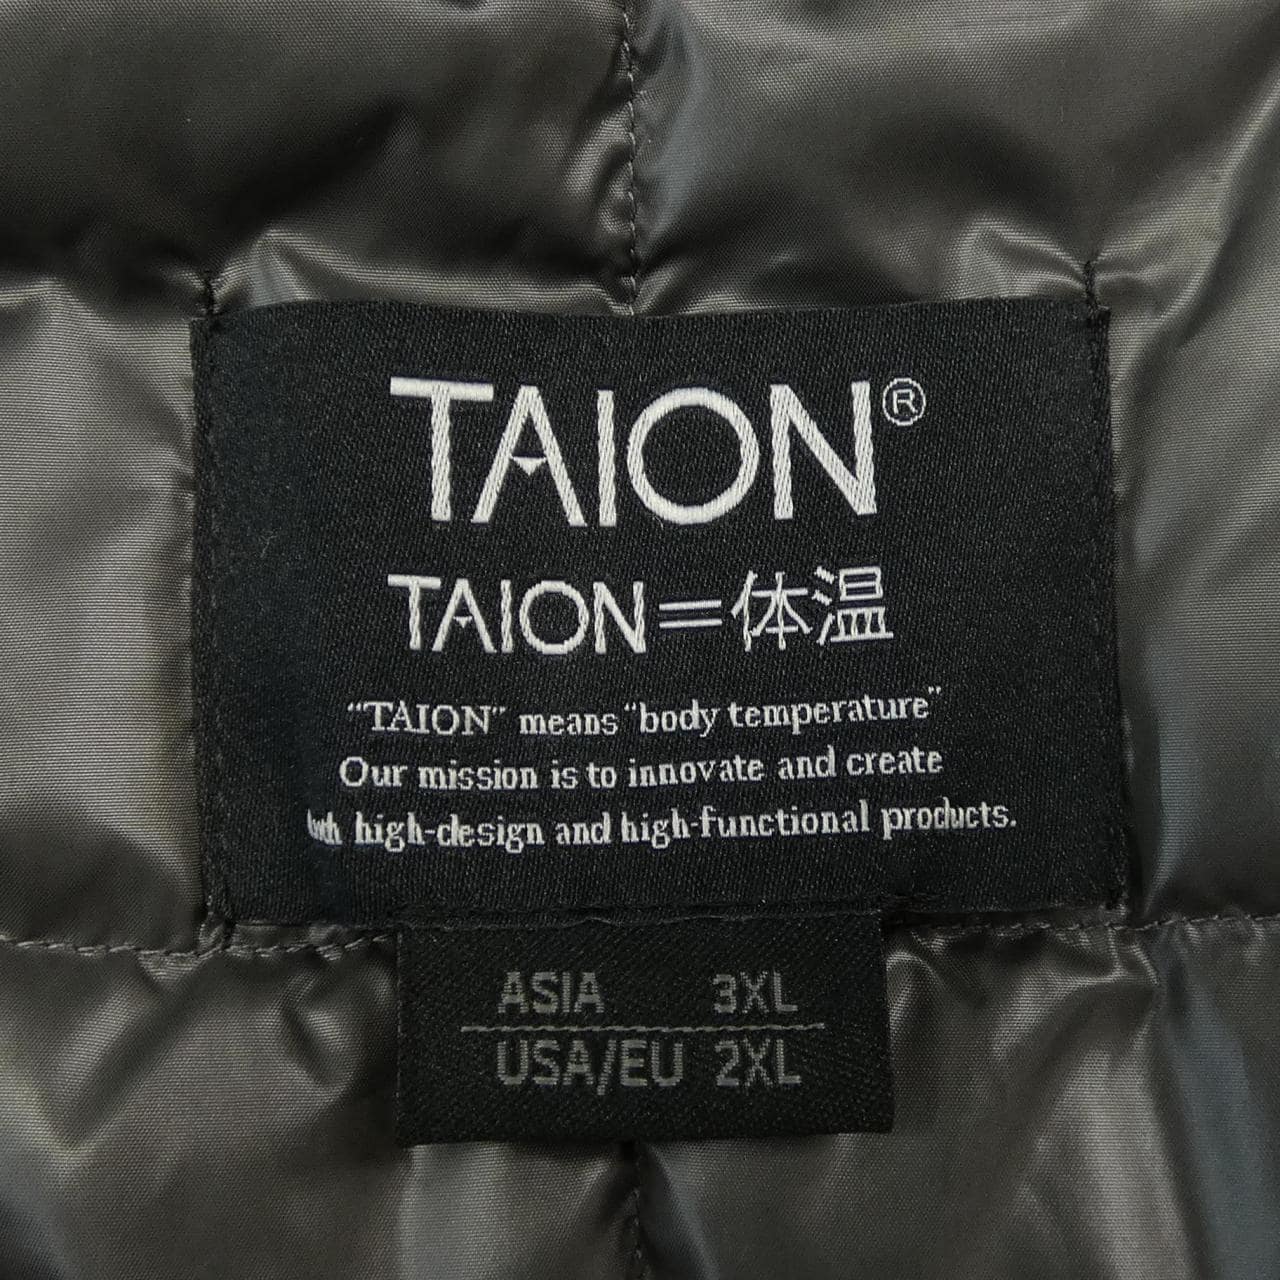 TAION®
TAION=体温
"TAION" means "body temperature"
Our mission is to innovate and create
high-design and high-functional products.
ASIA 3XL
USA/EU 2XL